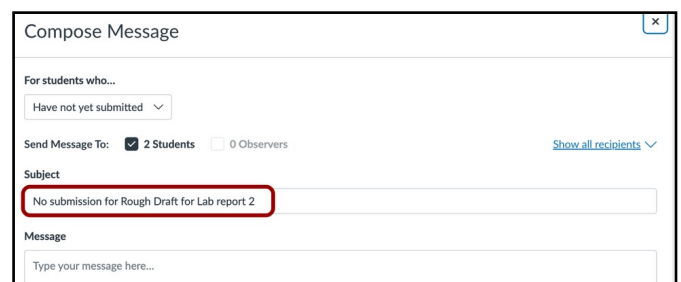 Compose Message
×
For students who...
Have not yet submitted
Send Message To: 2 Students 0 Observers Show all recipients
Subject
No submission for Rough Draft for Lab report 2
Message
Type your message here...